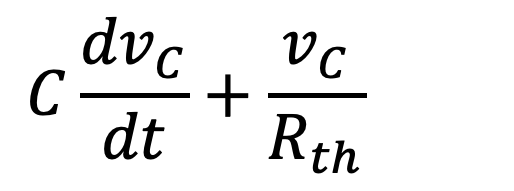 C dv_C/dt + v_C/R_th